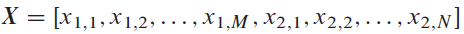 X = [x_{1,1}, x_{1,2}, . . . , x_{1,M}, x_{2,1}, x_{2,2}, . . . , x_{2,N}]